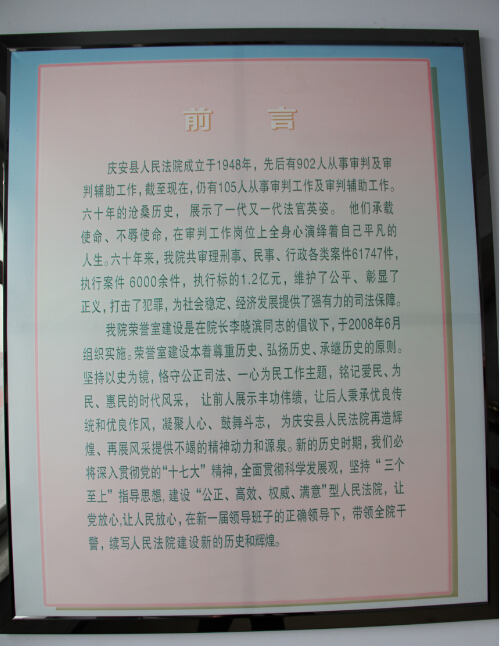 前 言
庆安县人民法院成立于1948年，先后有902人从事审判及审
判辅助工作，截至现在，仍有105人从事审判工作及审判辅助工作。
六十年的沧桑历史，展示了一代又一代法官英姿。他们承载
使命、不辱使命，在审判工作岗位上全身心演绎着自己平凡的
人生。六十年来，我院共审理刑事、民事、行政各类案件61747件，
执行案件 6000余件，执行标的1.2亿元，维护了公平、彰显了
正义，打击了犯罪，为社会稳定、经济发展提供了强有力的司法保障。
我院荣誉室建设是在院长李晓滨同志的倡议下，于2008年6月
组织实施。荣誉室建设本着尊重历史、弘扬历史、承继历史的原则。
坚持以史为镜，恪守公正司法、一心为民工作主题，铭记爱民、为
民、惠民的时代风采，让前人展示丰功伟绩，让后人秉承优良传
统和优良作风，凝聚人心、鼓舞斗志，为庆安县人民法院再造辉
煌、再展风采提供不竭的精神动力和源泉。新的历史时期，我们必
将深入贯彻党的“十七大”精神，全面贯彻科学发展观，坚持“三个
至上”指导思想，建设“公正、高效、权威、满意”型人民法院，让
党放心，让人民放心，在新一届领导班子的正确领导下，带领全院干
警，续写人民法院建设新的历史和辉煌。